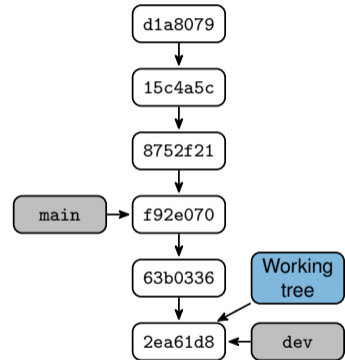 d1a8079
15c4a5c
8752f21
main
f92e070
63b0336
Working
tree
2ea61d8
dev